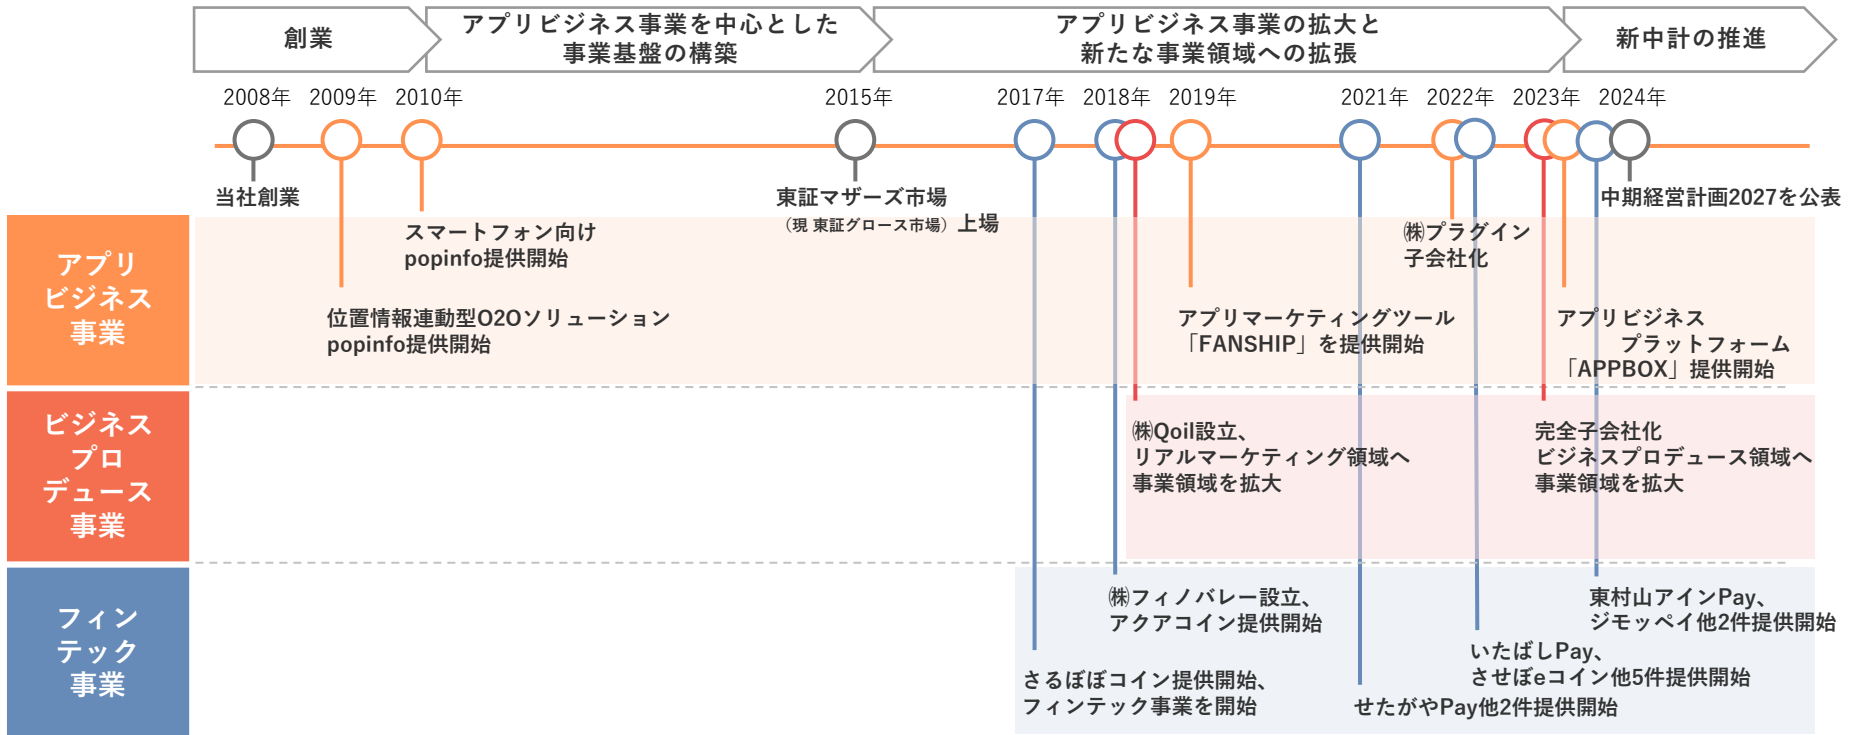 創業
アプリビジネス事業を中心とした
事業基盤の構築
アプリビジネス事業の拡大と
新たな事業領域への拡張
新中計の推進
2008年
2009年
2010年
2015年
2017年
2018年
2019年
2021年
2022年
2023年
2024年
当社創業
東証マザーズ市場
（現 東証グロース市場）上場
中期経営計画2027を公表
アプリ
ビジネス
事業
スマートフォン向け
popinfo提供開始
位置情報連動型O2Oソリューション
popinfo提供開始
アプリマーケティングツール
「FANSHIP」を提供開始
㈱プラグイン
子会社化
アプリビジネス
プラットフォーム
「APPBOX」提供開始
ビジネス
プロ
デュース
事業
㈱Qoil設立、
リアルマーケティング領域へ
事業領域を拡大
完全子会社化
ビジネスプロデュース領域へ
事業領域を拡大
フィン
テック
事業
さるぼぼコイン提供開始、
フィンテック事業を開始
㈱フィノバレー設立、
アクアコイン提供開始
せたがやPay他2件提供開始
いたばしPay、
させぼeコイン他5件提供開始
東村山アインPay、
ジモッペイ他2件提供開始